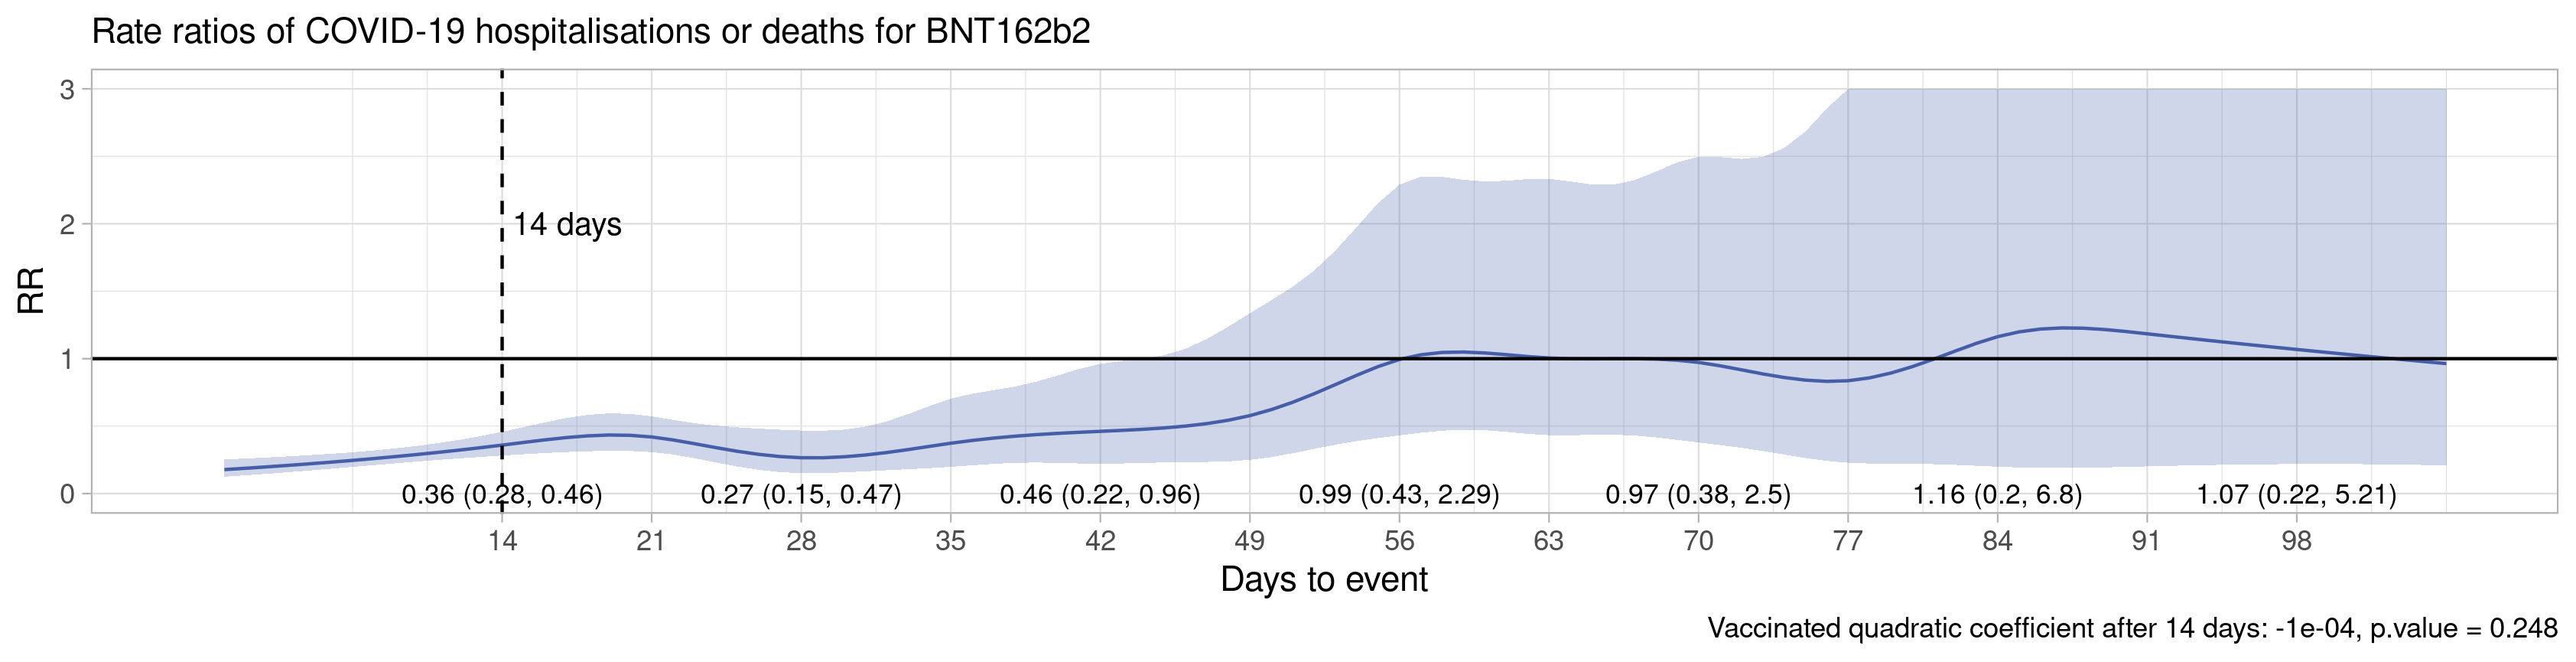 Rate ratios of COVID-19 hospitalisations or deaths for BNT162b2
3
2
1
0
RR
14 days
0.36 (0.28, 0.46) 0.27 (0.15, 0.47) 0.46 (0.22, 0.96) 0.99 (0.43, 2.29) 0.97 (0.38, 2.5) 1.16 (0.2, 6.8) 1.07 (0.22, 5.21)
14 21 28 35 42 49 56 63 70 77 84 91 98
Days to event
Vaccinated quadratic coefficient after 14 days: -1e-04, p.value = 0.248